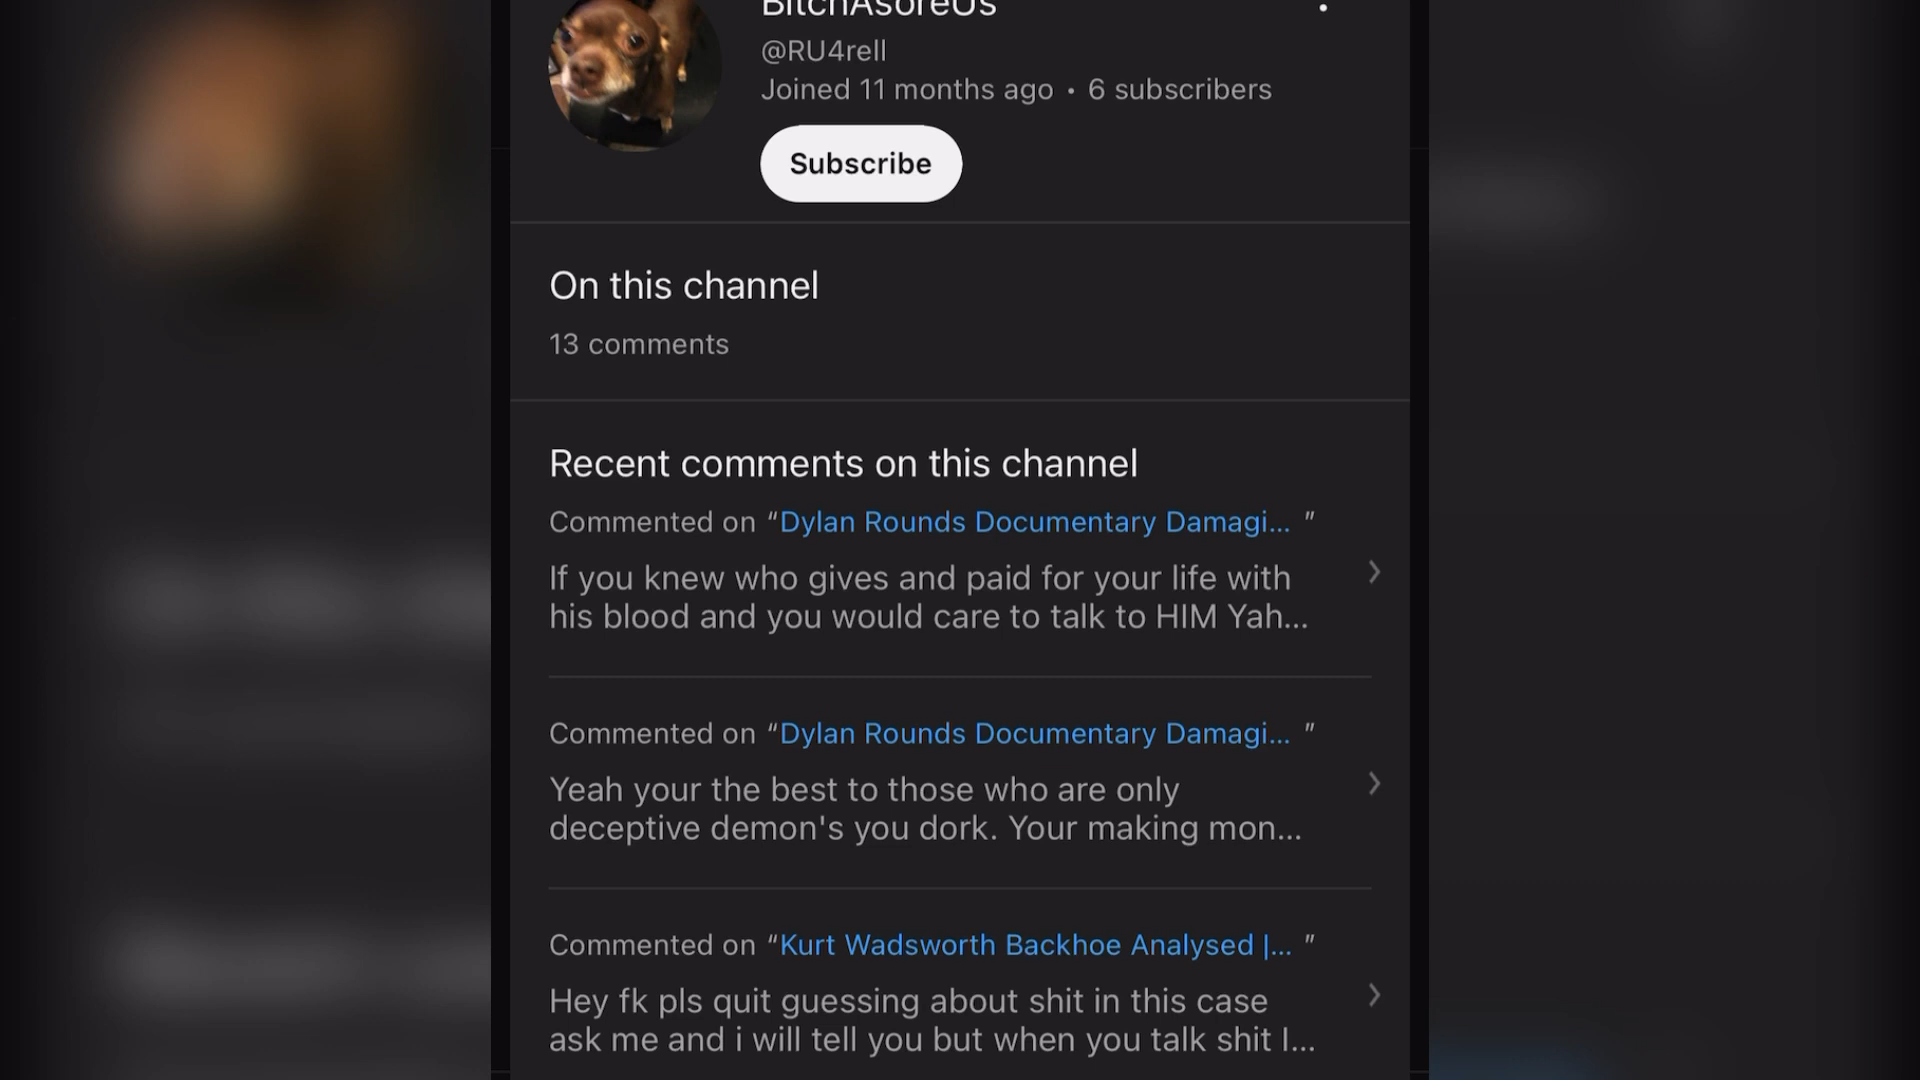 BitchAsoreUs
@RU4rell
Joined 11 months ago • 6 subscribers
Subscribe
On this channel
13 comments
Recent comments on this channel
Commented on “Dylan Rounds Documentary Damagi... ”
If you knew who gives and paid for your life with
his blood and you would care to talk to HIM Yah...
Commented on “Dylan Rounds Documentary Damagi... ”
Yeah your the best to those who are only
deceptive demon's you dork. Your making mon...
Commented on “Kurt Wadsworth Backhoe Analysed |... ”
Hey fk pls quit guessing about shit in this case
ask me and i will tell you but when you talk shit I...